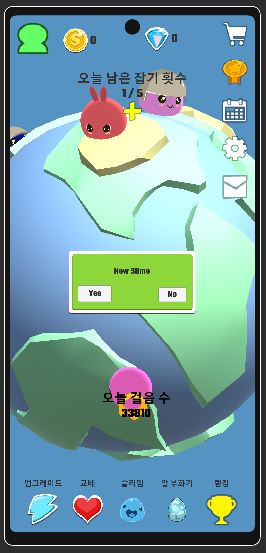 0
0
오늘 남은 잡기 횟수
1 / 5
New Slime
Yes
No
오늘 걸음 수
33810
업그레이드
교배
슬라임
알 부화기
랭킹